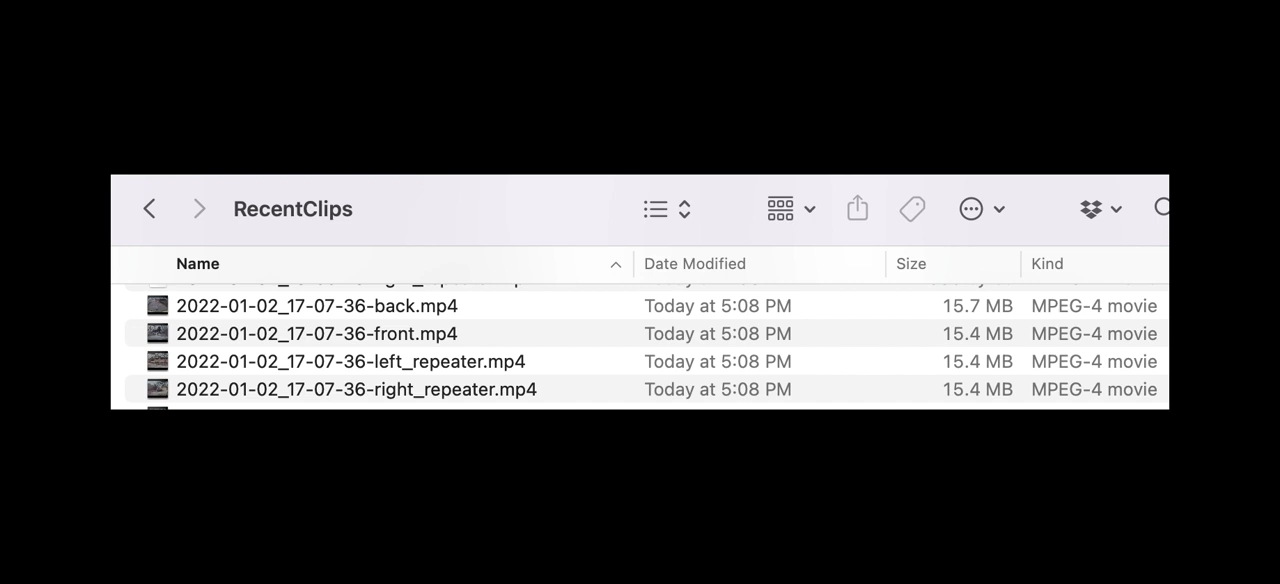 RecentClips
Name Date Modified Size Kind
2022-01-02_17-07-36-back.mp4 Today at 5:08 PM 15.7 MB MPEG-4 movie
2022-01-02_17-07-36-front.mp4 Today at 5:08 PM 15.4 MB MPEG-4 movie
2022-01-02_17-07-36-left_repeater.mp4 Today at 5:08 PM 15.4 MB MPEG-4 movie
2022-01-02_17-07-36-right_repeater.mp4 Today at 5:08 PM 15.4 MB MPEG-4 movie